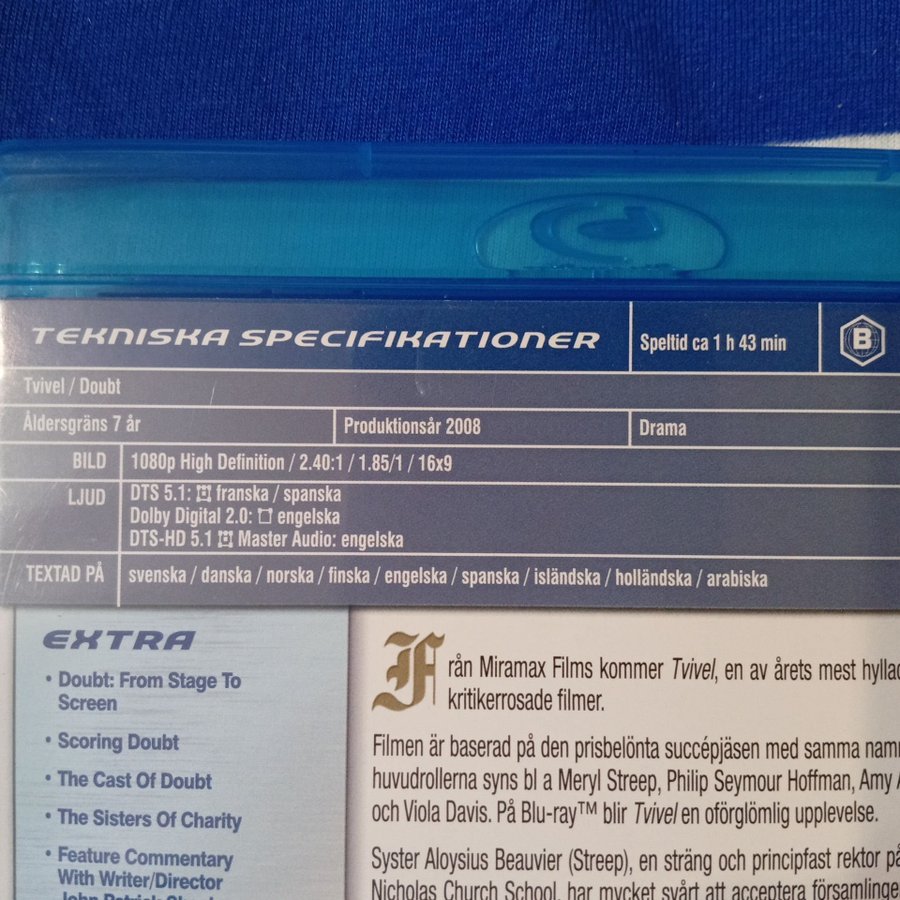 TEKNISKA SPECIFIKATIONER
Speltid ca 1 h 43 min
B
Tvivel / Doubt
Åldersgräns 7 år
Produktionsår 2008
Drama
BILD 1080p High Definition / 2.40:1 / 1.85/1 / 16x9
LJUD DTS 5.1: franska / spanska
Dolby Digital 2.0: engelska
DTS-HD 5.1 Master Audio: engelska
TEXTAD PÅ svenska / danska / norska / finska / engelska / spanska / isländska / holländska / arabiska
EXTRA
• Doubt: From Stage To
Screen
• Scoring Doubt
• The Cast Of Doubt
• The Sisters Of Charity
• Feature Commentary
With Writer/Director
Från Miramax Films kommer Tvivel, en av årets mest
kritikerrosade filmer.
Filmen är baserad på den prisbelönta succépjäsen med samma
huvudrollerna syns bl a Meryl Streep, Philip Seymour Hoffman, Amy
och Viola Davis. På Blu-ray™ blir Tvivel en oförglömlig upplevelse.
Syster Aloysius Beauvier (Streep), en sträng och principfast rektor
Nicholas Church School, har mycket svårt att acceptera